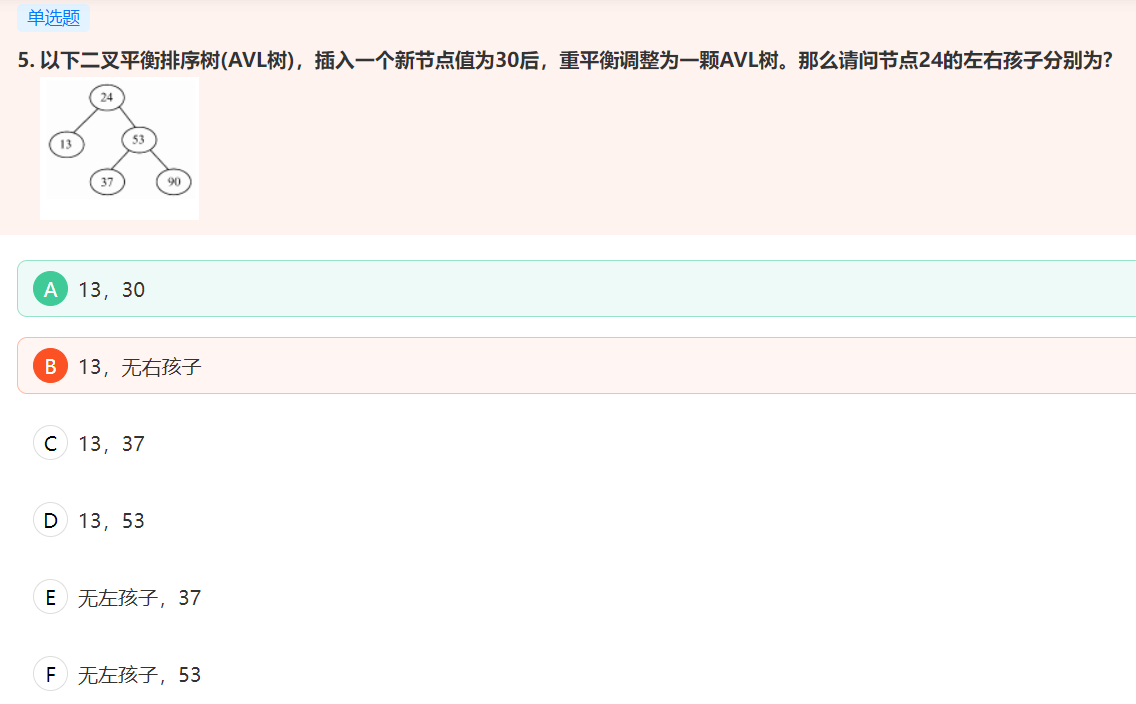 单选题
5. 以下二叉平衡排序树(AVL树)，插入一个新节点值为30后，重平衡调整为一颗AVL树。那么请问节点24的左右孩子分别为?
24
13
53
37
90
A 13，30
B 13，无右孩子
C 13，37
D 13，53
E 无左孩子，37
F 无左孩子，53